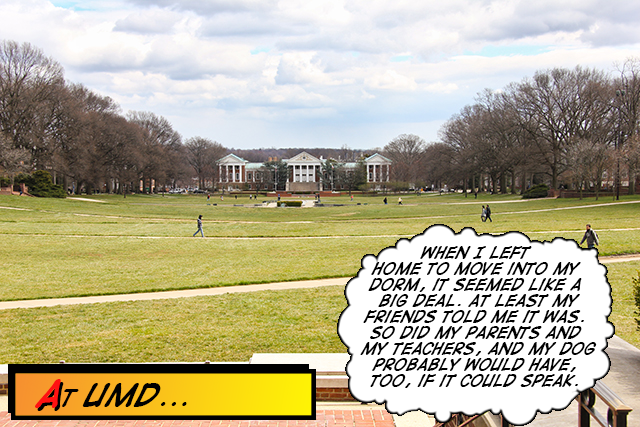 WHEN I LEFT
HOME TO MOVE INTO MY
DORM, IT SEEMED LIKE A
BIG DEAL. AT LEAST MY
FRIENDS TOLD ME IT WAS.
SO DID MY PARENTS AND
MY TEACHERS, AND MY DOG
PROBABLY WOULD HAVE,
TOO, IF IT COULD SPEAK.
AT UMD...